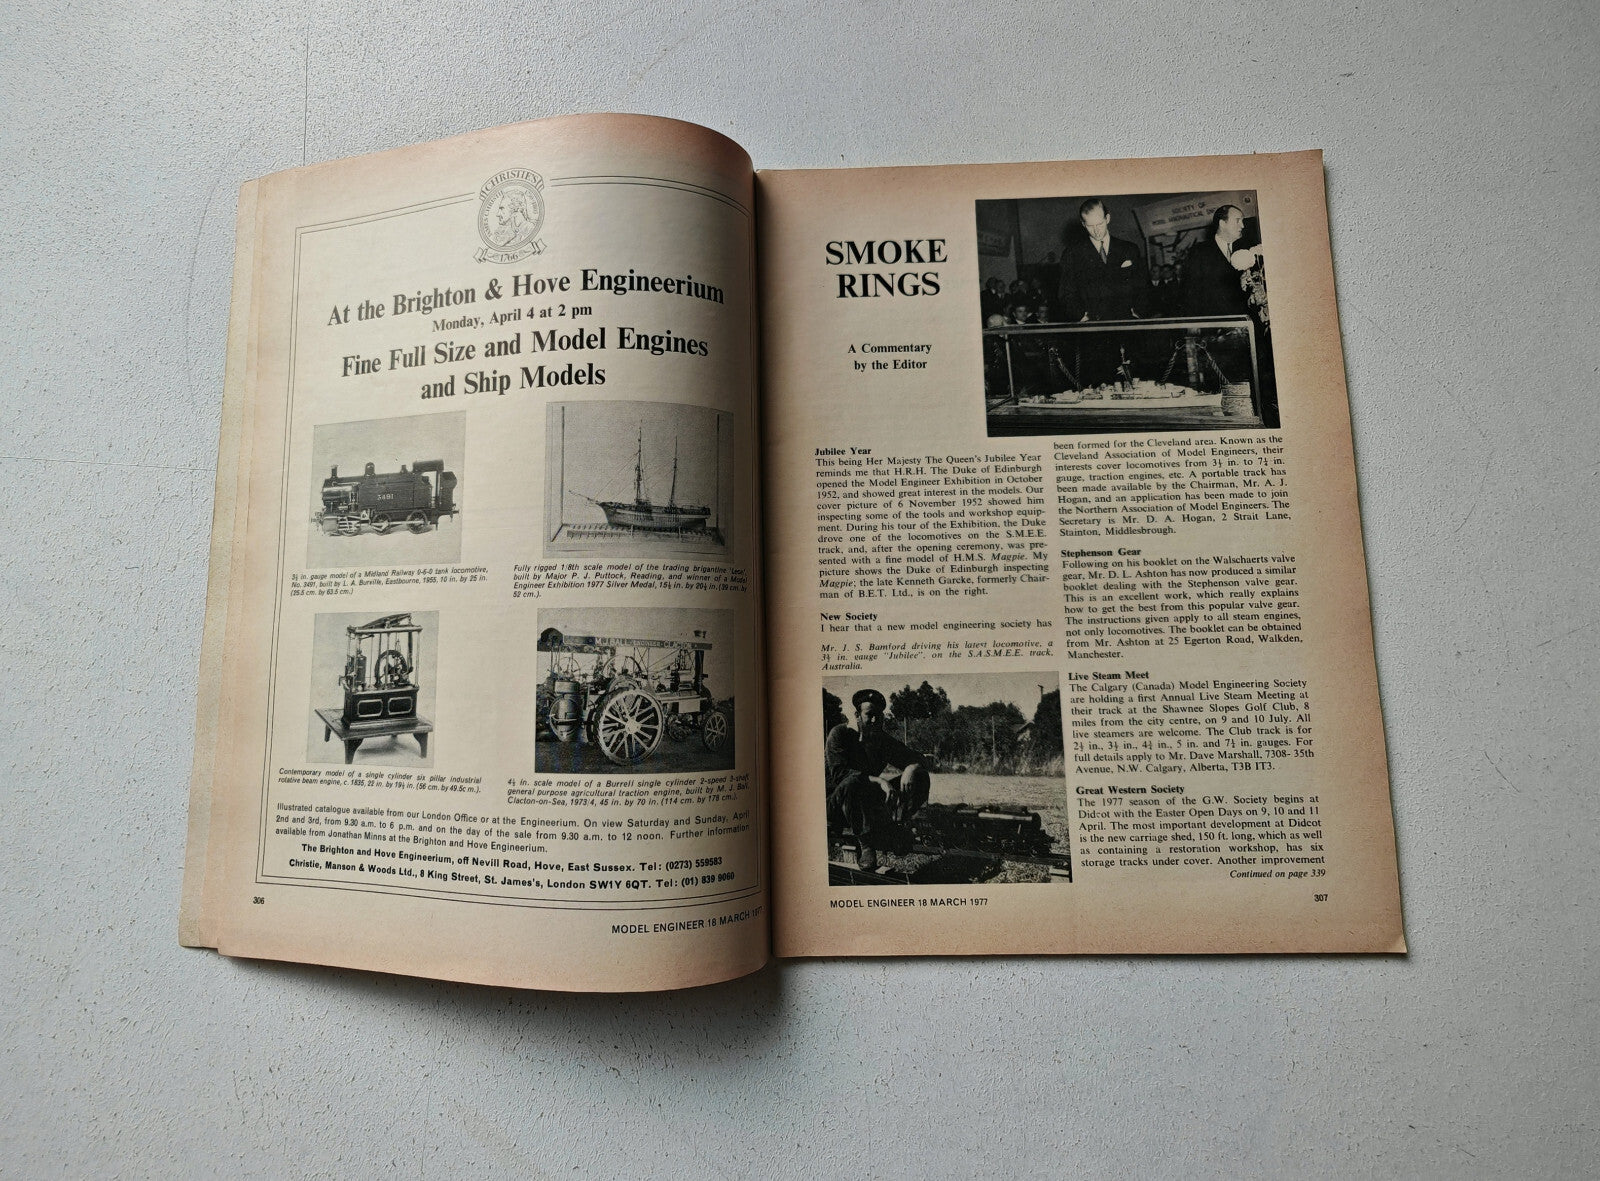 CHRISTIES
1766
At the Brighton & Hove Engineerium
Monday, April 4 at 2 pm
Fine Full Size and Model Engines
and Ship Models
3491
3½ in. gauge model of a Midland Railway 0-6-0 tank locomotive,
No. 3491, built by L. A. Burville, Eastbourne, 1955, 10 in. by 25 in.
(25.5 cm. by 63.5 cm.)
Fully rigged 1:8th scale model of the trading brigantine 'Leon',
built by Major P. J. Puttock, Reading, and winner of a Model
Engineer Exhibition 1977 Silver Medal, 15½ in. by 20½ in. (39 cm. by
52 cm.).
M. J. BALL
Contemporary model of a single cylinder six pillar industrial
rotative beam engine, c. 1835, 22 in. by 19½ in. (56 cm. by 49.5c m.).
4½ in. scale model of a Burrell single cylinder 2-speed 3-shaft
general purpose agricultural traction engine, built by M. J. Ball,
Clacton-on-Sea, 1973/4, 45 in. by 70 in. (114 cm. by 178 cm.).
Illustrated catalogue available from our London Office or at the Engineerium. On view Saturday and Sunday, April
2nd and 3rd, from 9.30 a.m. to 6 p.m. and on the day of the sale from 9.30 a.m. to 12 noon. Further information
available from Jonathan Minns at the Brighton and Hove Engineerium.
The Brighton and Hove Engineerium, off Nevill Road, Hove, East Sussex. Tel: (0273) 559583
Christie, Manson & Woods Ltd., 8 King Street, St. James's, London SW1Y 6QT. Tel: (01) 839 9060
306
MODEL ENGINEER 18 MARCH 1977
SMOKE
RINGS
A Commentary
by the Editor
SOCIETY OF
MODEL AERONAUTICAL
Jubilee Year
This being Her Majesty The Queen's Jubilee Year
reminds me that H.R.H. The Duke of Edinburgh
opened the Model Engineer Exhibition in October
1952, and showed great interest in the models. Our
cover picture of 6 November 1952 showed him
inspecting some of the tools and workshop equip-
ment. During his tour of the Exhibition, the Duke
drove one of the locomotives on the S.M.E.E.
track, and, after the opening ceremony, was pre-
sented with a fine model of H.M.S. Magpie. My
picture shows the Duke of Edinburgh inspecting
Magpie; the late Kenneth Garcke, formerly Chair-
man of B.E.T. Ltd., is on the right.
New Society
I hear that a new model engineering society has
Mr. J. S. Bamford driving his latest locomotive, a
3½ in. gauge "Jubilee", on the S.A.S.M.E.E. track,
Australia.
been formed for the Cleveland area. Known as the
Cleveland Association of Model Engineers, their
interests cover locomotives from 3½ in. to 7¼ in.
gauge, traction engines, etc. A portable track has
been made available by the Chairman, Mr. A. J.
Hogan, and an application has been made to join
the Northern Association of Model Engineers. The
Secretary is Mr. D. A. Hogan, 2 Strait Lane,
Stainton, Middlesbrough.
Stephenson Gear
Following on his booklet on the Walschaerts valve
gear, Mr. D. L. Ashton has now produced a similar
booklet dealing with the Stephenson valve gear.
This is an excellent work, which really explains
how to get the best from this popular valve gear.
The instructions given apply to all steam engines,
not only locomotives. The booklet can be obtained
from Mr. Ashton at 25 Egerton Road, Walkden,
Manchester.
Live Steam Meet
The Calgary (Canada) Model Engineering Society
are holding a first Annual Live Steam Meeting at
their track at the Shawnee Slopes Golf Club, 8
miles from the city centre, on 9 and 10 July. All
live steamers are welcome. The Club track is for
2½ in., 3½ in., 4¾ in., 5 in. and 7½ in. gauges. For
full details apply to Mr. Dave Marshall, 7308- 35th
Avenue, N.W. Calgary, Alberta, T3B 1T3.
Great Western Society
The 1977 season of the G.W. Society begins at
Didcot with the Easter Open Days on 9, 10 and 11
April. The most important development at Didcot
is the new carriage shed, 150 ft. long, which as well
as containing a restoration workshop, has six
storage tracks under cover. Another improvement
Continued on page 339
MODEL ENGINEER 18 MARCH 1977
307